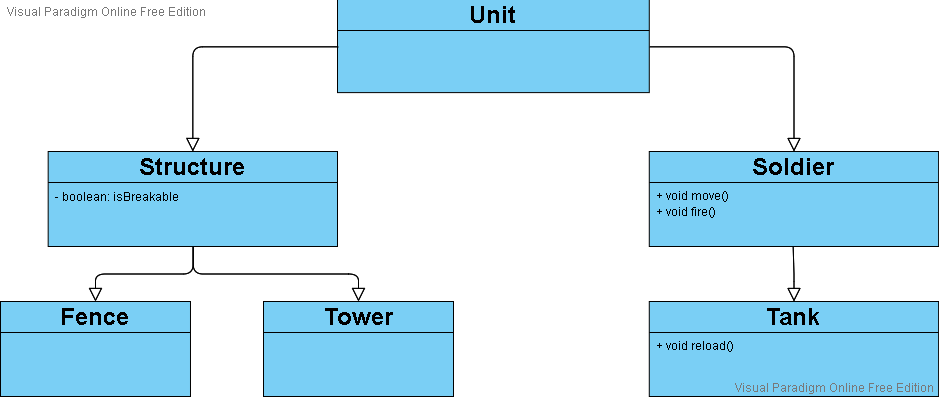 Visual Paradigm Online Free Edition
Unit
Structure
- boolean: isBreakable
Soldier
+ void move()
+ void fire()
Fence
Tower
Tank
+ void reload()
Visual Paradigm Online Free Edition